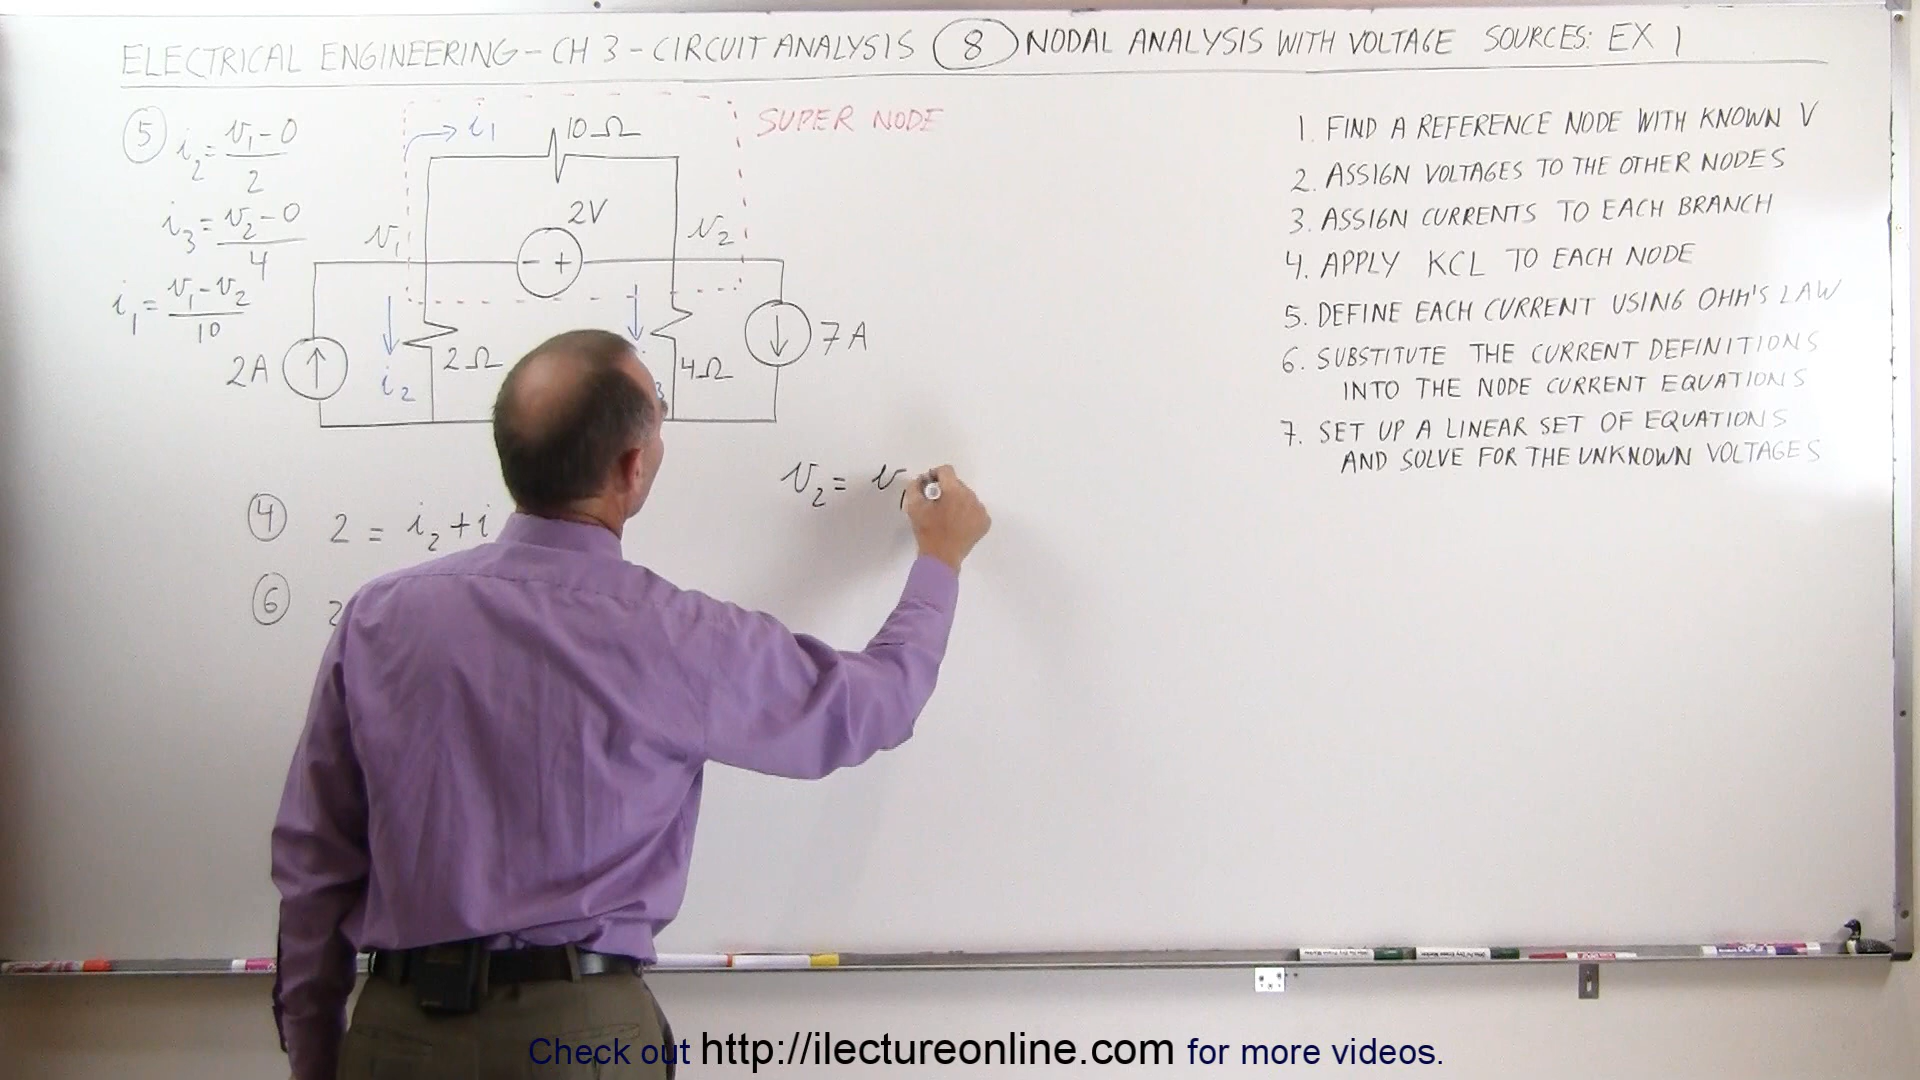 ELECTRICAL ENGINEERING - CH 3 - CIRCUIT ANALYSIS (8) NODAL ANALYSIS WITH VOLTAGE SOURCES: EX 1
(5) i₂ = (v₁ - 0)/2
i₃ = (v₂ - 0)/4
i₁ = (v₁ - v₂)/10
i₁
10Ω
SUPER NODE
2V
v₁
v₂
- +
2A
i₂
2Ω
3
4Ω
7A
v₂ = v₁
(4) 2 = i₂ + i
(6) 2
1. FIND A REFERENCE NODE WITH KNOWN V
2. ASSIGN VOLTAGES TO THE OTHER NODES
3. ASSIGN CURRENTS TO EACH BRANCH
4. APPLY KCL TO EACH NODE
5. DEFINE EACH CURRENT USING OHM'S LAW
6. SUBSTITUTE THE CURRENT DEFINITIONS
INTO THE NODE CURRENT EQUATIONS
7. SET UP A LINEAR SET OF EQUATIONS
AND SOLVE FOR THE UNKNOWN VOLTAGES
Check out http://ilectureonline.com for more videos.